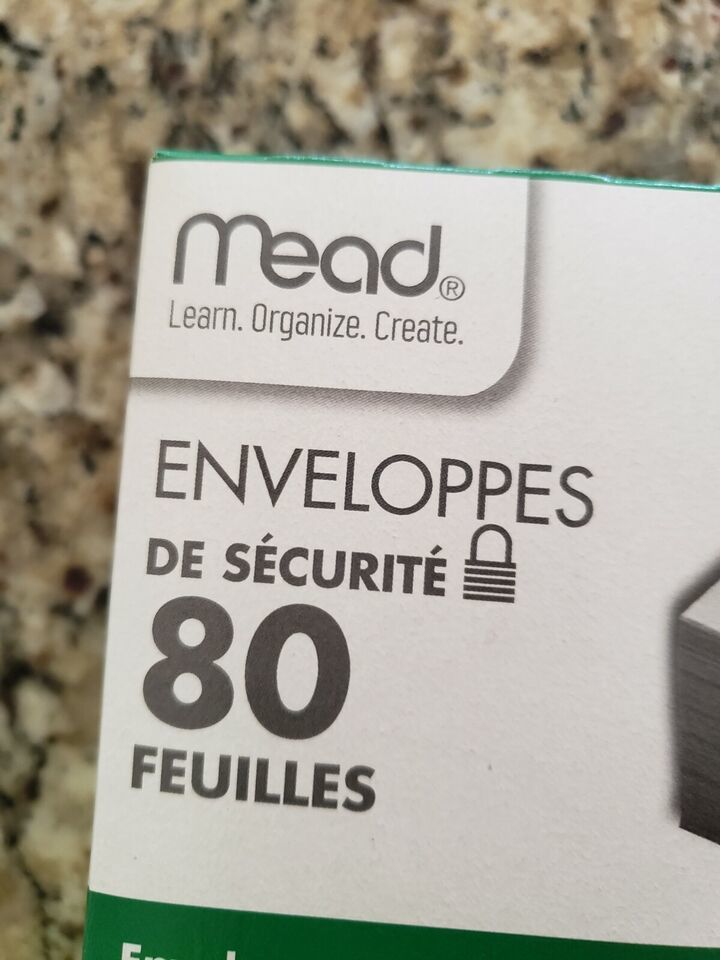 mead®
Learn. Organize. Create.
ENVELOPPES
DE SÉCURITÉ
80
FEUILLES